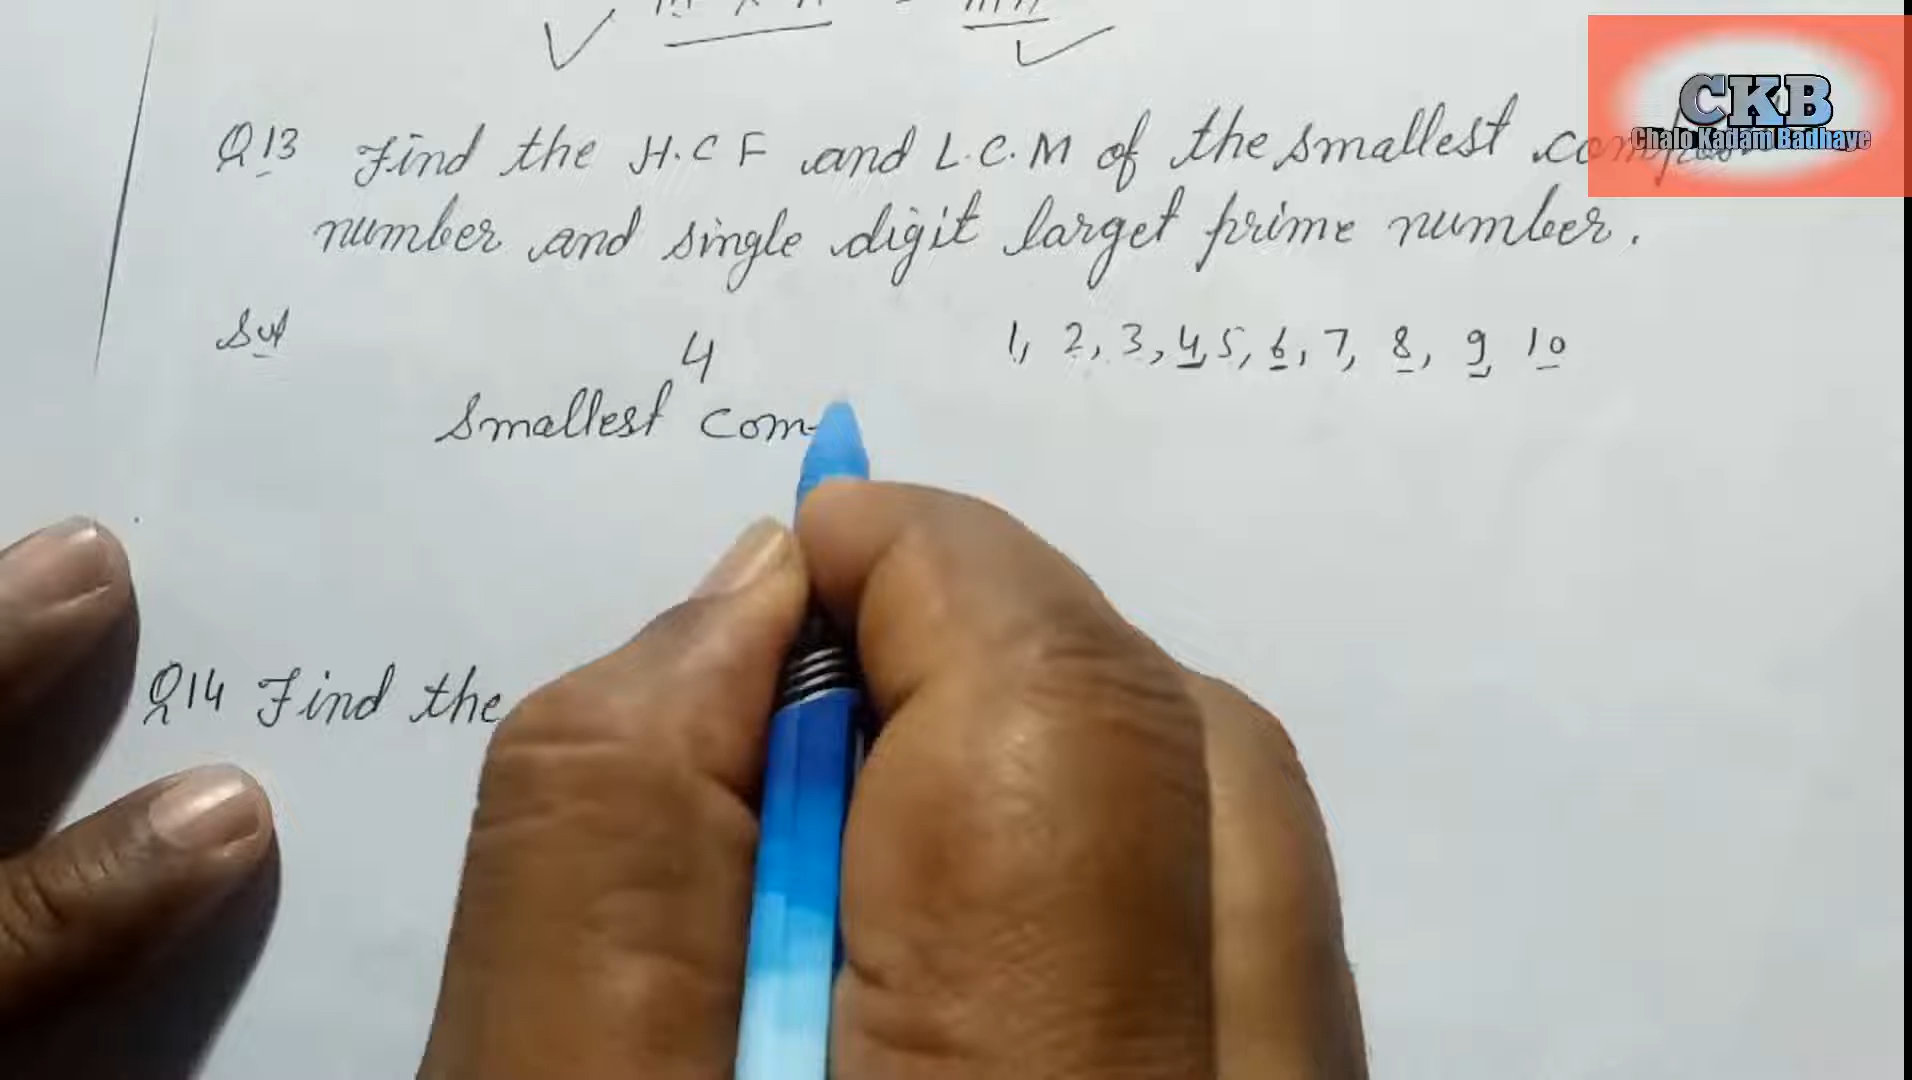 Q13 Find the H.C F and L.C.M of the smallest
number and single digit larget prime number.
Sol
4
1, 2, 3, 4, 5, 6, 7, 8, 9, 10
Smallest com
Q14 Find the
CKB
Chalo Kadam Badhaye